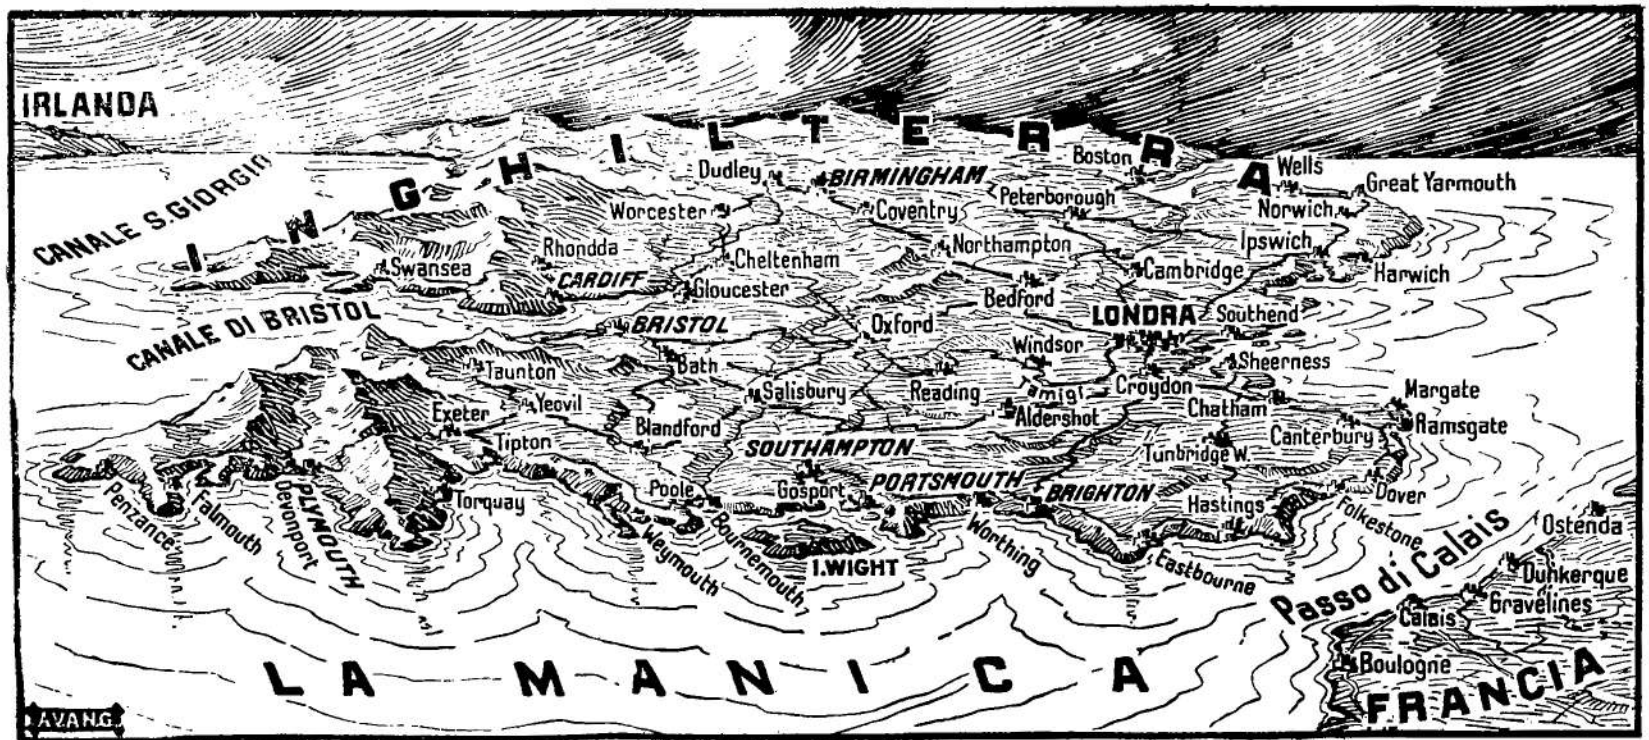 IRLANDA
CANALE S. GIORGIO
INGHILTERRA
Dudley
BIRMINGHAM
Boston
Wells
Great Yarmouth
Worcester
Coventry
Peterborough
Norwich
Rhondda
Swansea
CARDIFF
Cheltenham
Northampton
Ipswich
Cambridge
Harwich
Gloucester
Bedford
CANALE DI BRISTOL
BRISTOL
Oxford
LONDRA
Southend
Windsor
Sheerness
Taunton
Bath
Salisbury
Reading
Tamigi
Croydon
Margate
Exeter
Yeovil
Aldershot
Chatham
Ramsgate
Tipton
Blandford
Canterbury
SOUTHAMPTON
Tunbridge W.
Penzance
Falmouth
Devonport
PLYMOUTH
Torquay
Poole
Gosport
PORTSMOUTH
BRIGHTON
Hastings
Dover
Folkestone
Weymouth
Bournemouth
I.WIGHT
Worthing
Eastbourne
Passo di Calais
Ostenda
Dunkerque
Gravelines
Calais
Boulogne
LA MANICA
FRANCIA
AVANG.